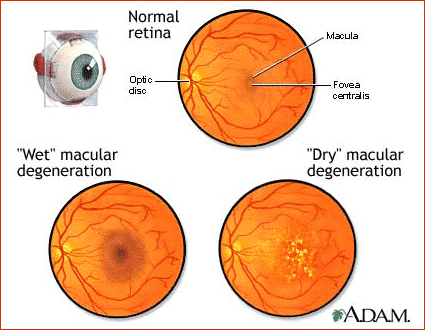 Normal
retina
Macula
Optic
disc
Fovea
centralis
"Wet" macular
degeneration
"Dry" macular
degeneration
A.D.A.M.